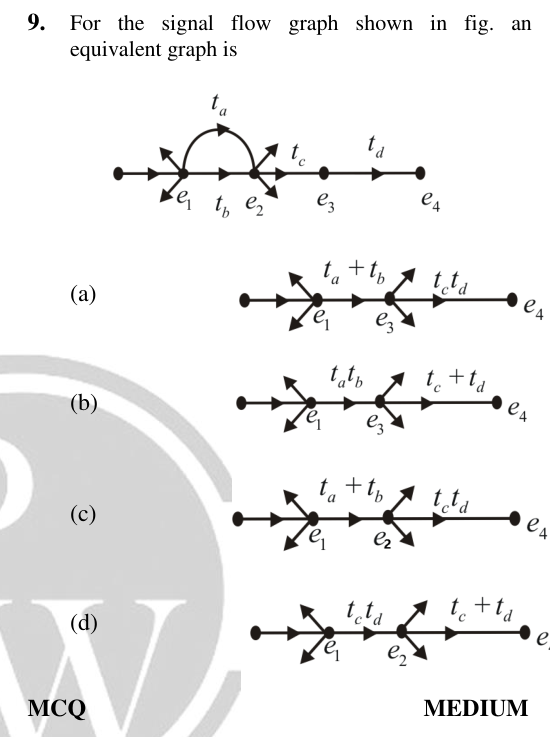 9. For the signal flow graph shown in fig. an
equivalent graph is
t_a
t_c t_d
e_1 t_b e_2 e_3 e_4
(a) t_a + t_b t_c t_d
e_1 e_3 e_4
(b) t_a t_b t_c + t_d
e_1 e_3 e_4
(c) t_a + t_b t_c t_d
e_1 e_2 e_4
(d) t_c t_d t_c + t_d
e_1 e_2 e
MCQ MEDIUM